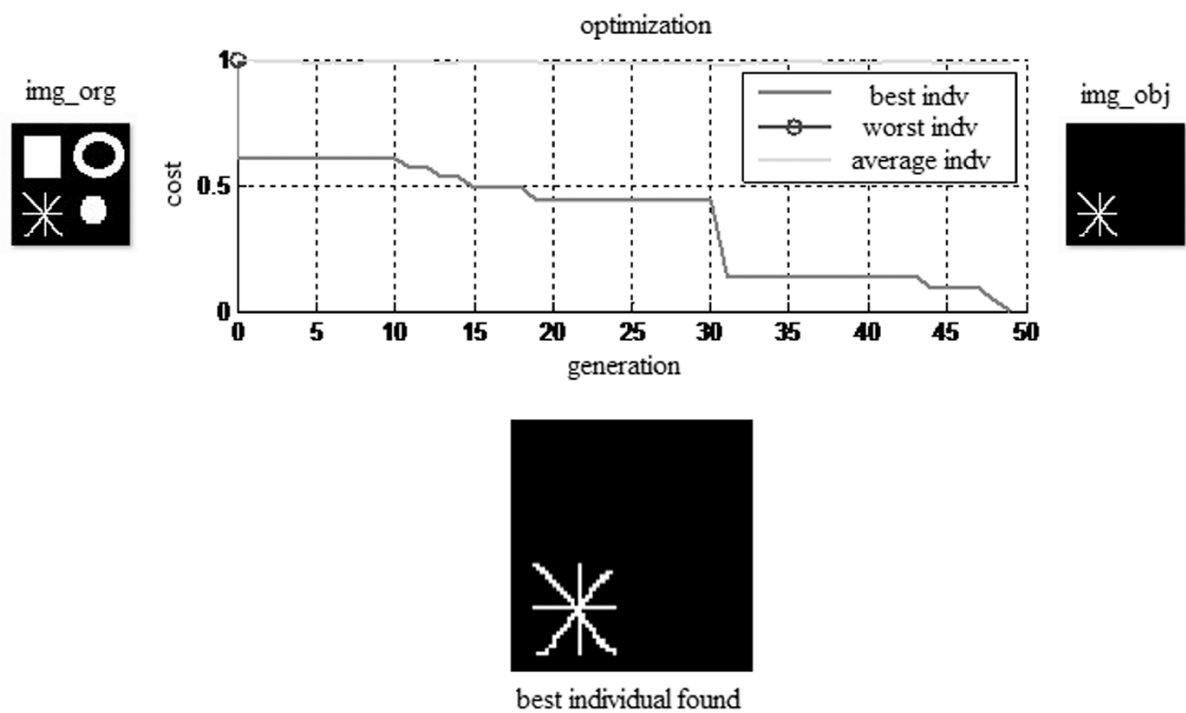 optimization
img_org
img_obj
1
best indv
worst indv
average indv
cost
0.5
0
0 5 10 15 20 25 30 35 40 45 50
generation
best individual found